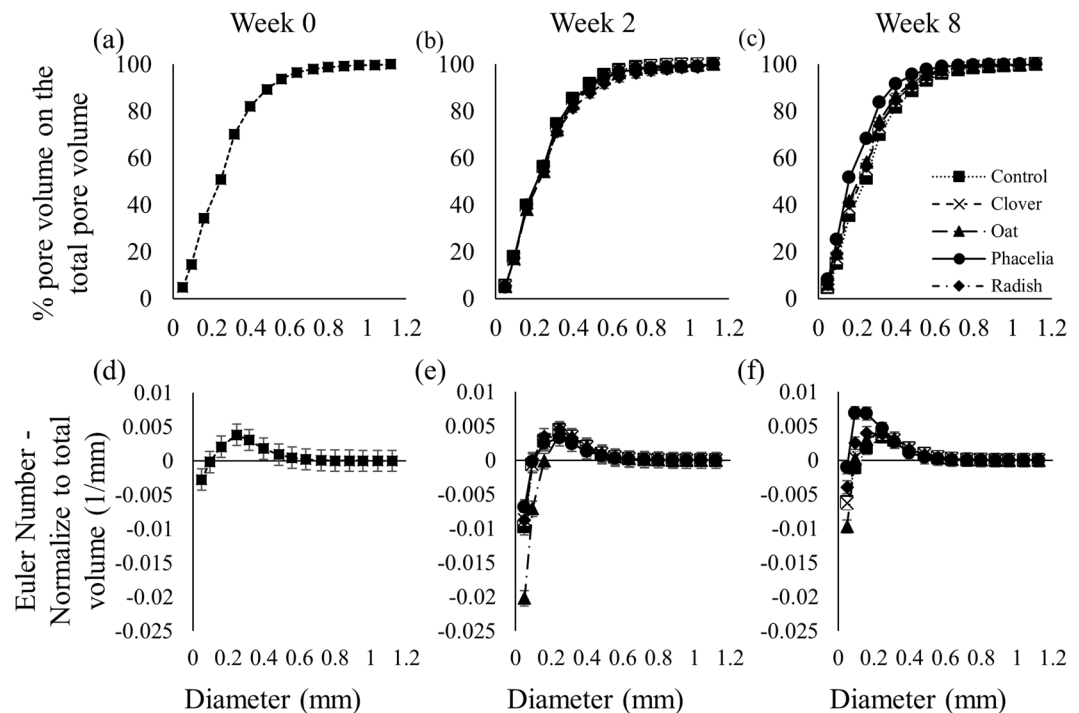 Week 0
Week 2
Week 8
(a)
(b)
(c)
% pore volume on the
total pore volume
100
80
60
40
20
0
0 0.2 0.4 0.6 0.8 1 1.2
100
80
60
40
20
0
0 0.2 0.4 0.6 0.8 1 1.2
100
80
60
40
20
0
0 0.2 0.4 0.6 0.8 1 1.2
Control
Clover
Oat
Phacelia
Radish
(d)
(e)
(f)
Euler Number -
Normalize to total
volume (1/mm)
0.01
0.005
0
-0.005
-0.01
-0.015
-0.02
-0.025
0 0.2 0.4 0.6 0.8 1 1.2
0.01
0.005
0
-0.005
-0.01
-0.015
-0.02
-0.025
0 0.2 0.4 0.6 0.8 1 1.2
0.01
0.005
0
-0.005
-0.01
-0.015
-0.02
-0.025
0 0.2 0.4 0.6 0.8 1 1.2
Diameter (mm)
Diameter (mm)
Diameter (mm)